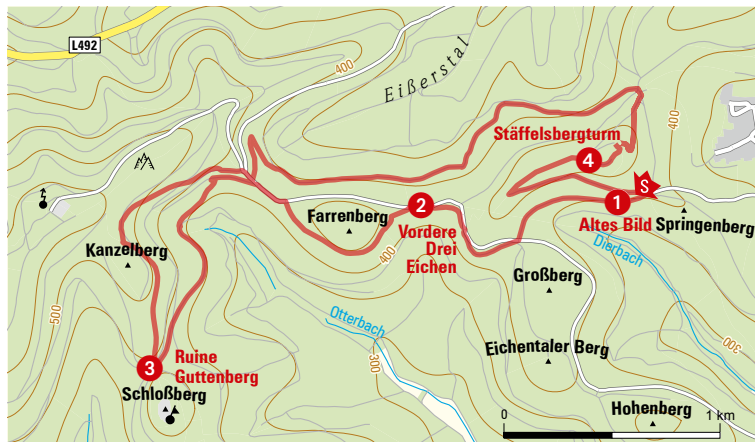 L492
400
Eißerstal
400
Stäffelsbergturm
4
S
1
Altes Bild
Springenberg
2
Vordere
Drei
Eichen
Farrenberg
400
Kanzelberg
500
Dierbach
Großberg
Otterbach
300
300
Eichentaler Berg
3
Ruine
Guttenberg
Schloßberg
Hohenberg
0
1 km